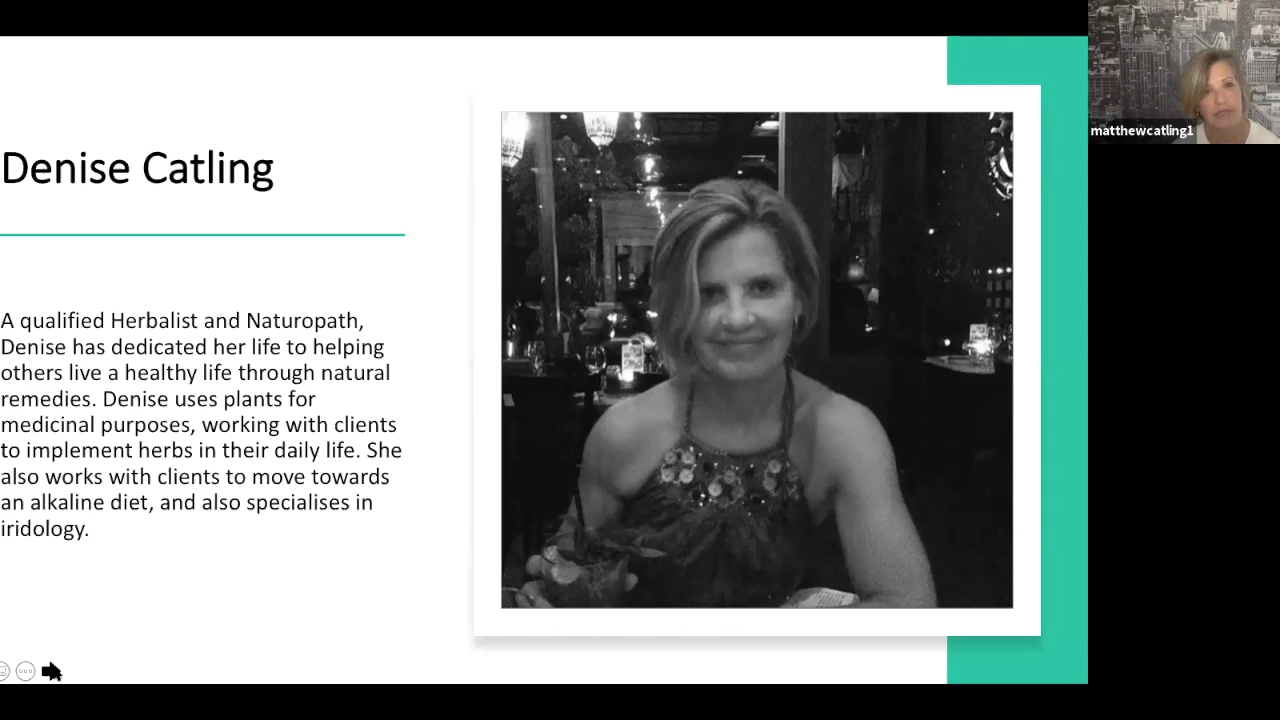 matthewcatling1
Denise Catling
A qualified Herbalist and Naturopath,
Denise has dedicated her life to helping
others live a healthy life through natural
remedies. Denise uses plants for
medicinal purposes, working with clients
to implement herbs in their daily life. She
also works with clients to move towards
an alkaline diet, and also specialises in
iridology.